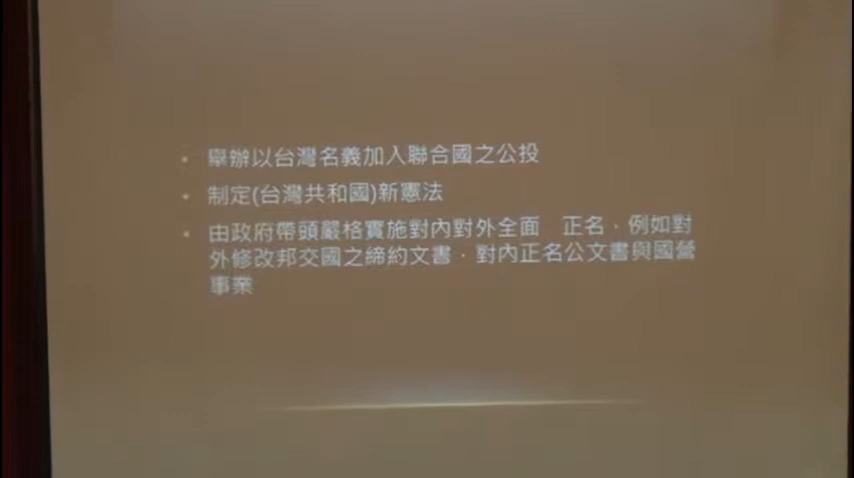 • 舉辦以台灣名義加入聯合國之公投
• 制定(台灣共和國)新憲法
• 由政府帶頭嚴格實施對內對外全面　正名，例如對
外修改邦交國之締約文書，對內正名公文書與國營
事業